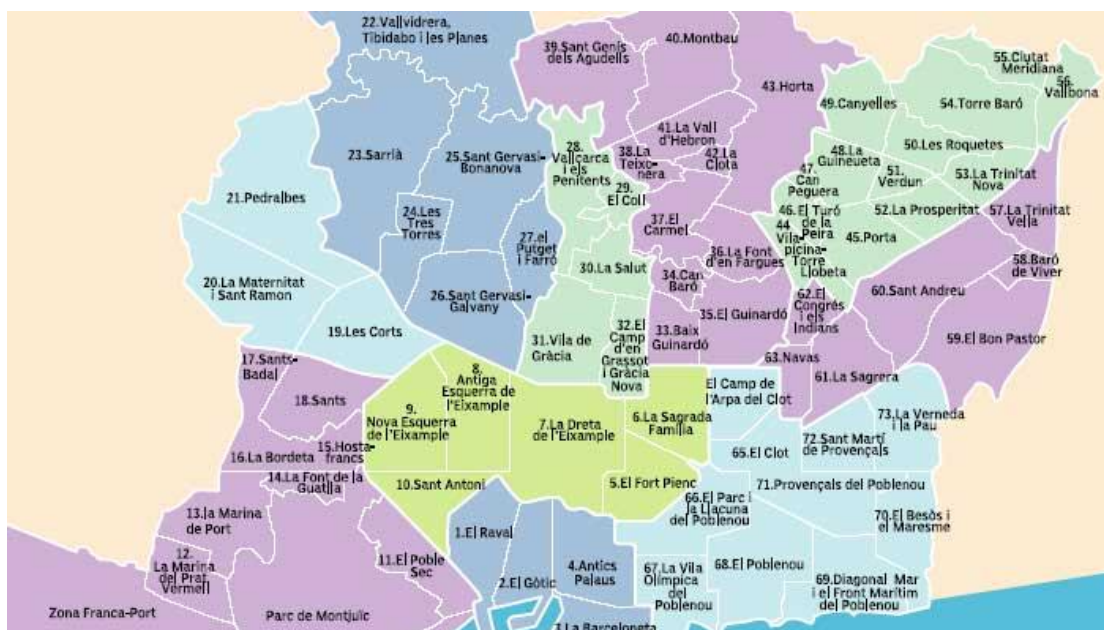 22.Vallvidrera,
Tibidabo i les Planes
39.Sant Genís
dels Agudells
40.Montbau
55.Ciutat
Meridiana
56.
Vallbona
43.Horta
49.Canyelles
54.Torre Baró
23.Sarrià
25.Sant Gervasi-
Bonanova
28.
Vallcarca
i els
Penitents
41.La Vall
d'Hebron
38.La
Teixo-
nera
42.La
Clota
48.La
Guineueta
50.Les Roquetes
47.
Can
Peguera
51.
Verdun
53.La Trinitat
Nova
21.Pedralbes
24.Les
Tres
Torres
29.
El Coll
37.El
Carmel
46.El Turó
de la
Peira
52.La Prosperitat
57.La Trinitat
Vella
27.el
Putget
i Farró
44.
Vila-
picina-
Torre
Llobeta
45.Porta
36.La Font
d'en Fargues
58.Baró
de Viver
20.La Maternitat
i Sant Ramon
30.La Salut
34.Can
Baró
60.Sant Andreu
26.Sant Gervasi-
Galvany
62.El
Congrés
i els
Indians
19.Les Corts
31.Vila de
Gràcia
32.El
Camp
d'en
Grassot
i Gràcia
Nova
33.Baix
Guinardó
35.El Guinardó
59.El Bon Pastor
17.Sants-
Badal
63.Navas
61.La Sagrera
8.
Antiga
Esquerra de
l'Eixample
El Camp de
l'Arpa del Clot
18.Sants
9.
Nova Esquerra
de l'Eixample
7.La Dreta
de l'Eixample
6.La Sagrada
Família
73.La Verneda
i la Pau
15.Hosta-
francs
72.Sant Martí
de Provençals
16.La Bordeta
65.El Clot
14.La Font de la
Guatlla
10.Sant Antoni
5.El Fort Pienc
71.Provençals del Poblenou
66.El Parc i
la Llacuna
del Poblenou
13.la Marina
de Port
70.El Besòs i
el Maresme
1.El Raval
12.
La Marina
del Prat
Vermell
11.El Poble
Sec
2.El Gòtic
4.Antics
Palaus
67.La Vila
Olímpica
del
Poblenou
68.El Poblenou
69.Diagonal Mar
i el Front Marítim
del Poblenou
Zona Franca-Port
Parc de Montjuïc
3.La Barceloneta